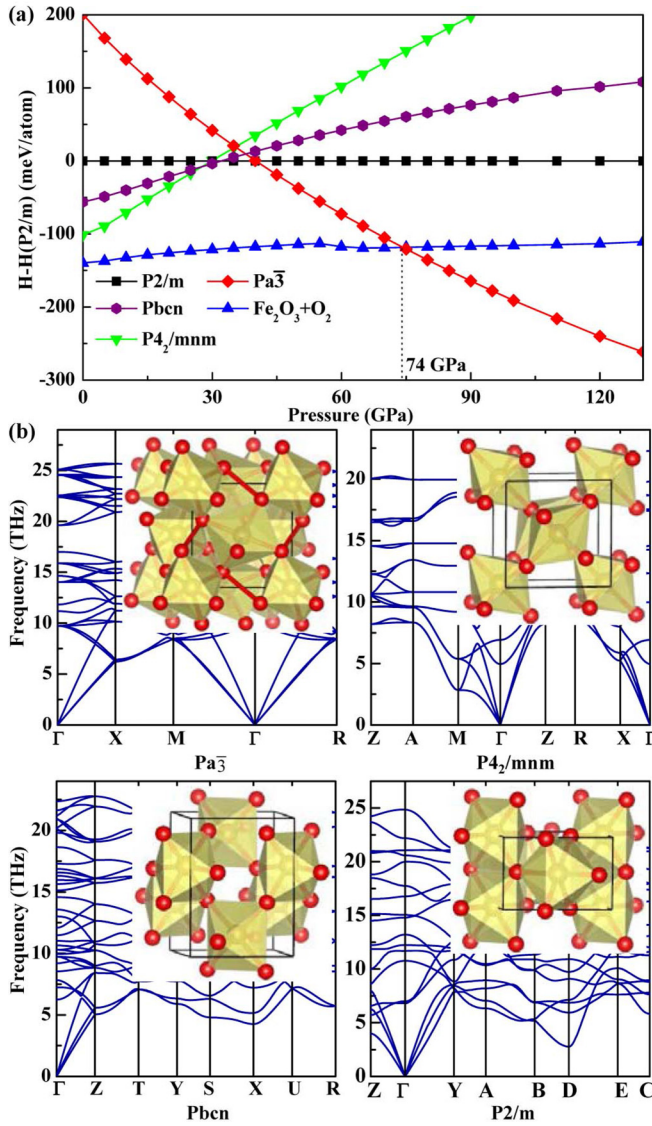 (a)
200
100
0
-100
-200
-300
H-H(P2/m) (meV/atom)
P2/m
Pa3̅
Pbcn
Fe₂O₃+O₂
P4₂/mnm
74 GPa
0 30 60 90 120
Pressure (GPa)
(b)
25
20
15
10
5
0
Frequency (THz)
Γ X M Γ R
Pa3̅
20
15
10
5
0
Z A M Γ Z R X Γ
P4₂/mnm
20
15
10
5
0
Frequency (THz)
Γ Z T Y S X U R
Pbcn
25
20
15
10
5
0
Z Γ Y A B D E C
P2/m